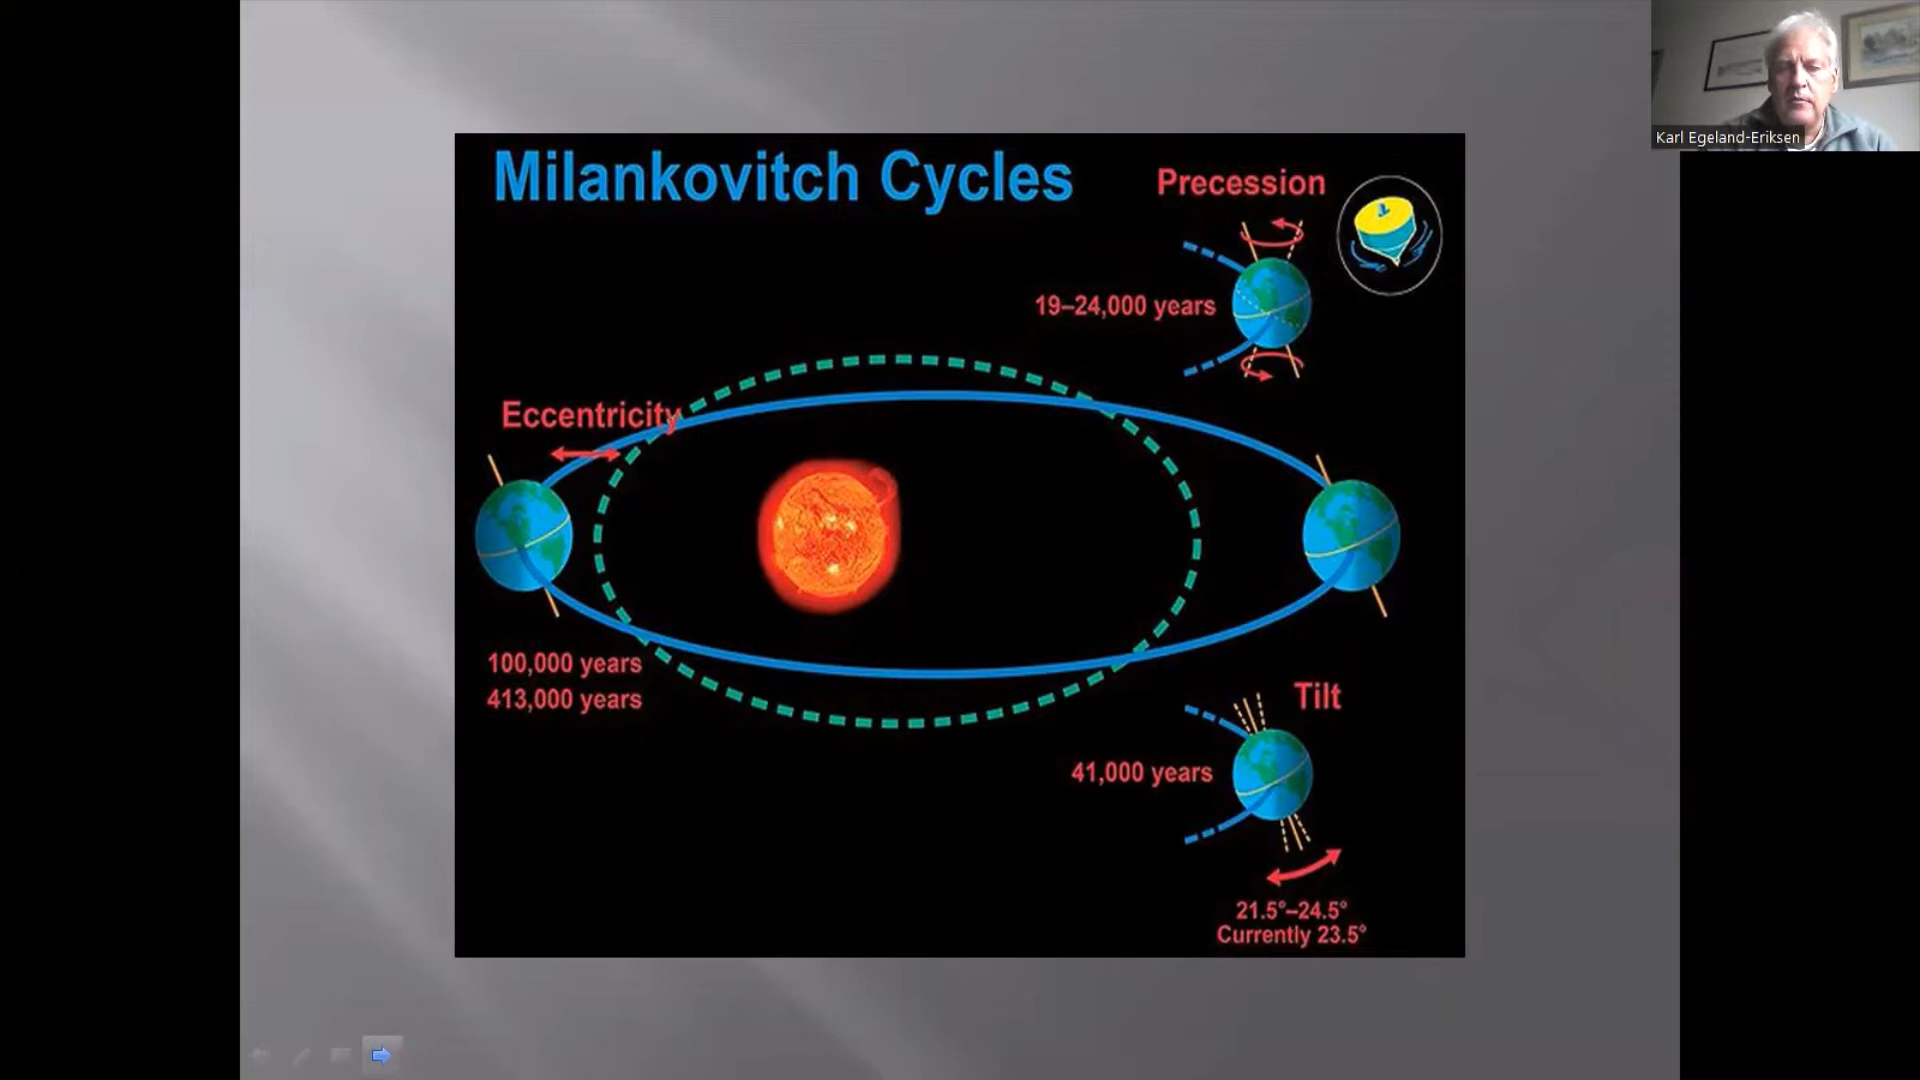 Karl Egeland-Eriksen
Milankovitch Cycles
Precession
19–24,000 years
Eccentricity
100,000 years
413,000 years
Tilt
41,000 years
21.5°–24.5°
Currently 23.5°